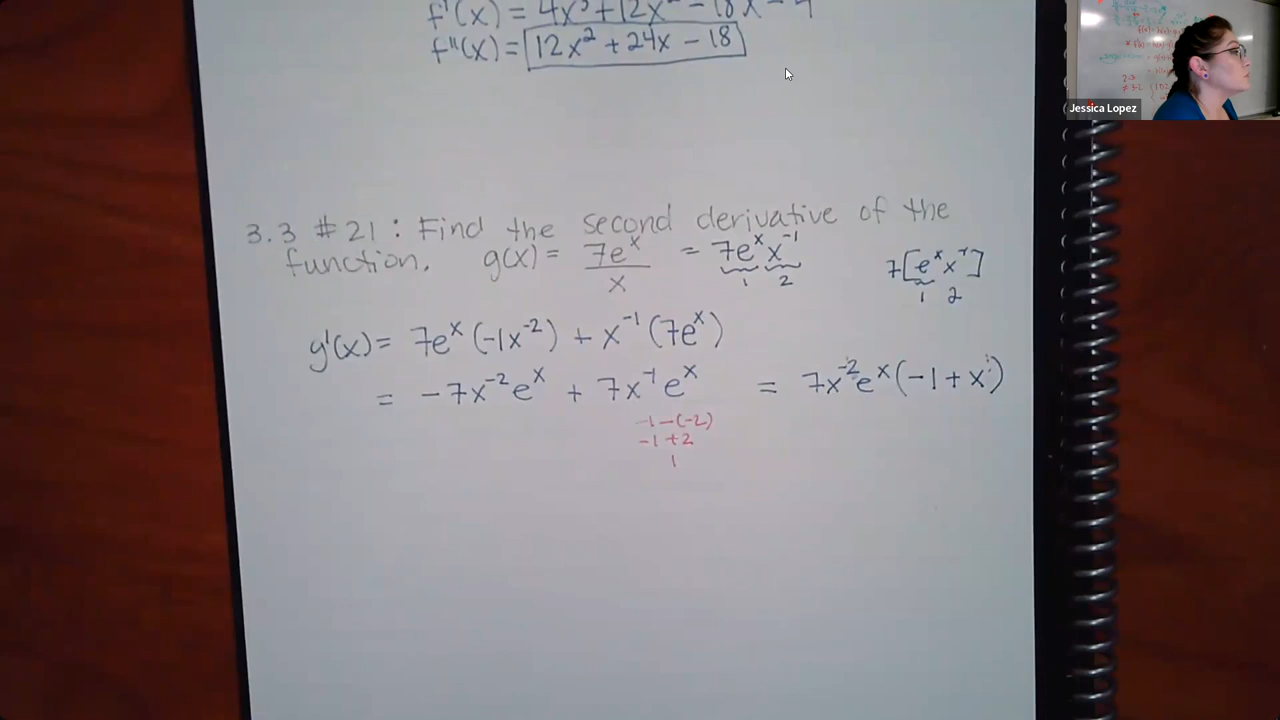 f'(x) = 4x³ + 12x² - 18x - 4
f''(x) = 12x² + 24x - 18
Jessica Lopez
3.3 #21: Find the second derivative of the
function. g(x) = 7eˣ/x = 7eˣx⁻¹
1 2
7[eˣx⁻¹]
1 2
g'(x) = 7eˣ(-1x⁻²) + x⁻¹(7eˣ)
= -7x⁻²eˣ + 7x⁻¹eˣ = 7x⁻²eˣ(-1 + x¹)
-1-(-2)
-1+2
1